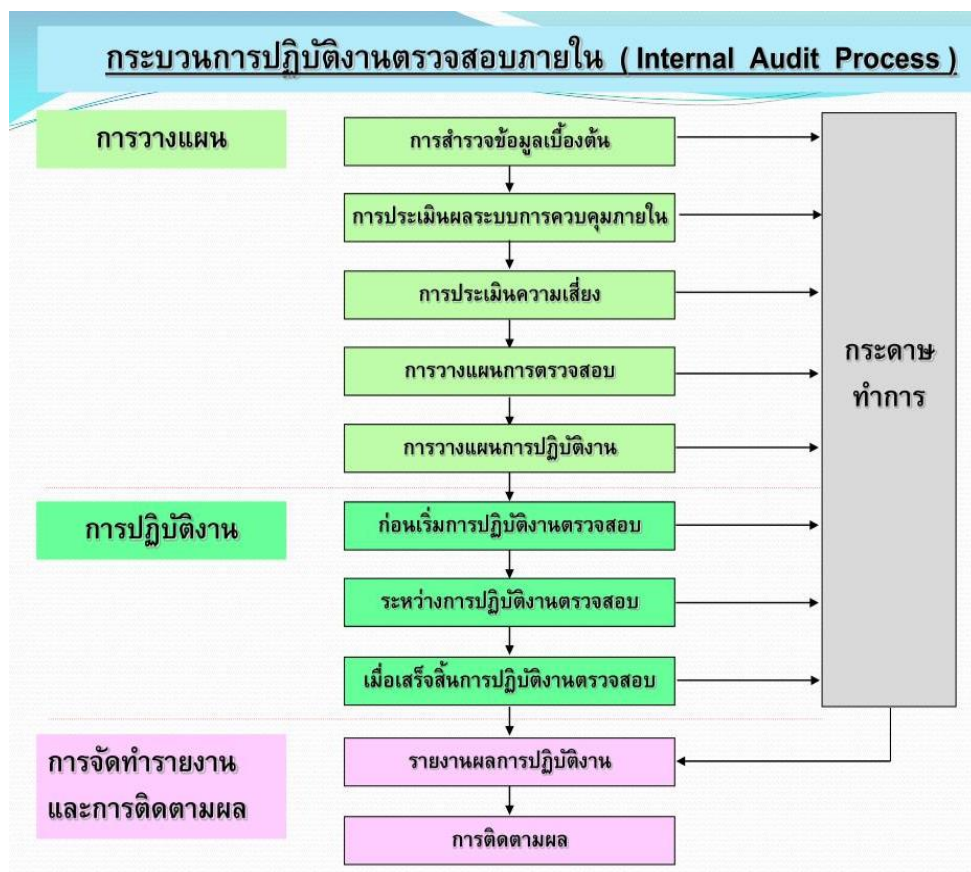 กระบวนการปฏิบัติงานตรวจสอบภายใน ( Internal Audit Process )
การวางแผน
การสำรวจข้อมูลเบื้องต้น
การประเมินผลระบบการควบคุมภายใน
การประเมินความเสี่ยง
การวางแผนการตรวจสอบ
การวางแผนการปฏิบัติงาน
กระดาษ
ทำการ
การปฏิบัติงาน
ก่อนเริ่มการปฏิบัติงานตรวจสอบ
ระหว่างการปฏิบัติงานตรวจสอบ
เมื่อเสร็จสิ้นการปฏิบัติงานตรวจสอบ
การจัดทำรายงาน
และการติดตามผล
รายงานผลการปฏิบัติงาน
การติดตามผล